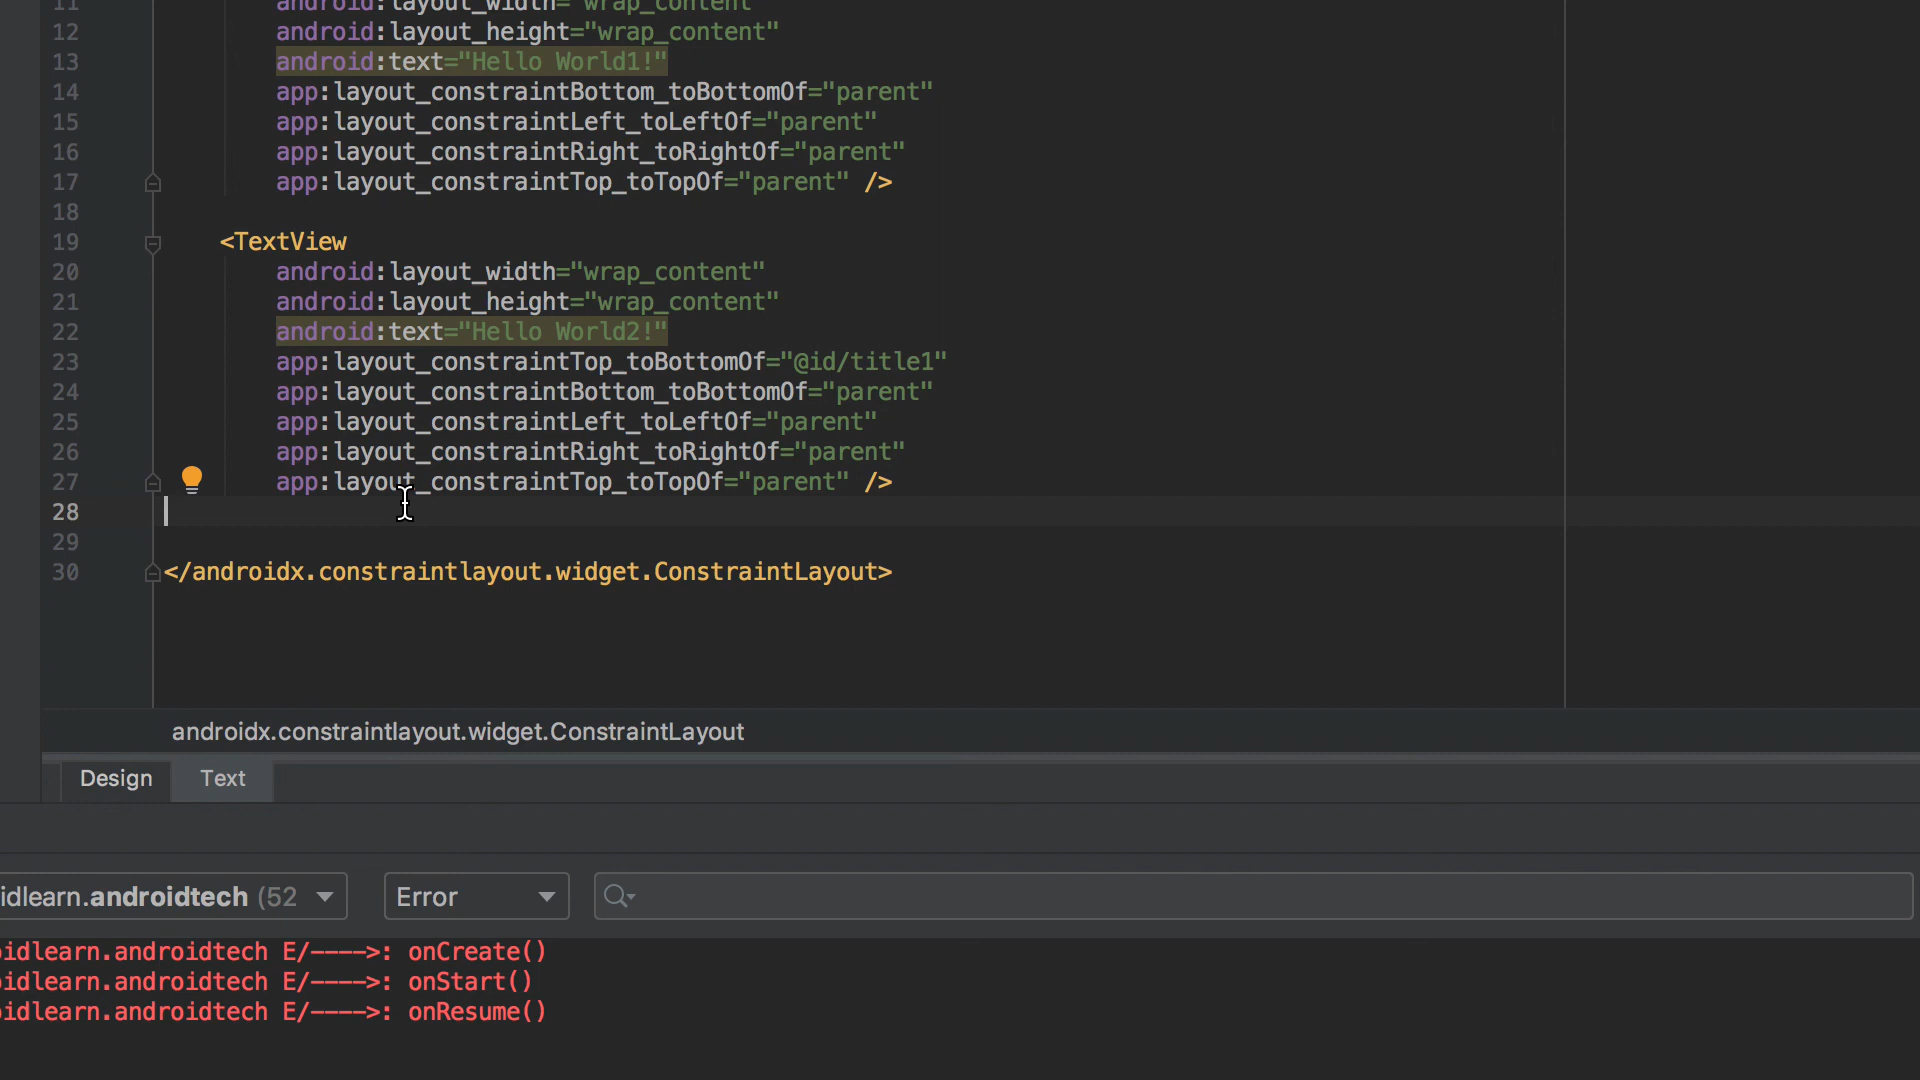 11 android:layout_width="wrap_content"
12 android:layout_height="wrap_content"
13 android:text="Hello World1!"
14 app:layout_constraintBottom_toBottomOf="parent"
15 app:layout_constraintLeft_toLeftOf="parent"
16 app:layout_constraintRight_toRightOf="parent"
17 app:layout_constraintTop_toTopOf="parent" />
18
19 <TextView
20 android:layout_width="wrap_content"
21 android:layout_height="wrap_content"
22 android:text="Hello World2!"
23 app:layout_constraintTop_toBottomOf="@id/title1"
24 app:layout_constraintBottom_toBottomOf="parent"
25 app:layout_constraintLeft_toLeftOf="parent"
26 app:layout_constraintRight_toRightOf="parent"
27 app:layout_constraintTop_toTopOf="parent" />
28
29
30 </androidx.constraintlayout.widget.ConstraintLayout>
androidx.constraintlayout.widget.ConstraintLayout
Design Text
idlearn.androidtech (52 Error
idlearn.androidtech E/---->: onCreate()
idlearn.androidtech E/---->: onStart()
idlearn.androidtech E/---->: onResume()